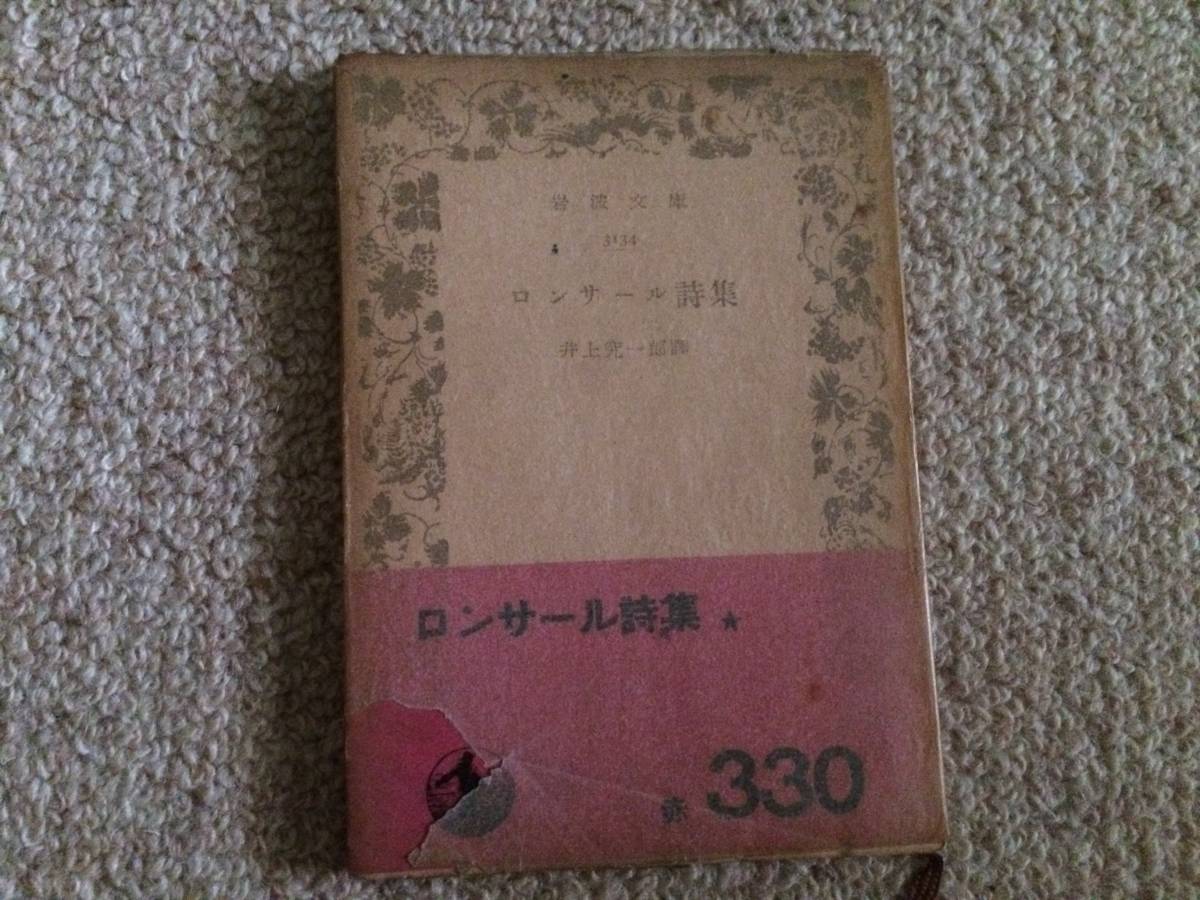 岩波文庫
3134
ロンサール詩集
井上究一郎譯
ロンサール詩集 ★
赤 330